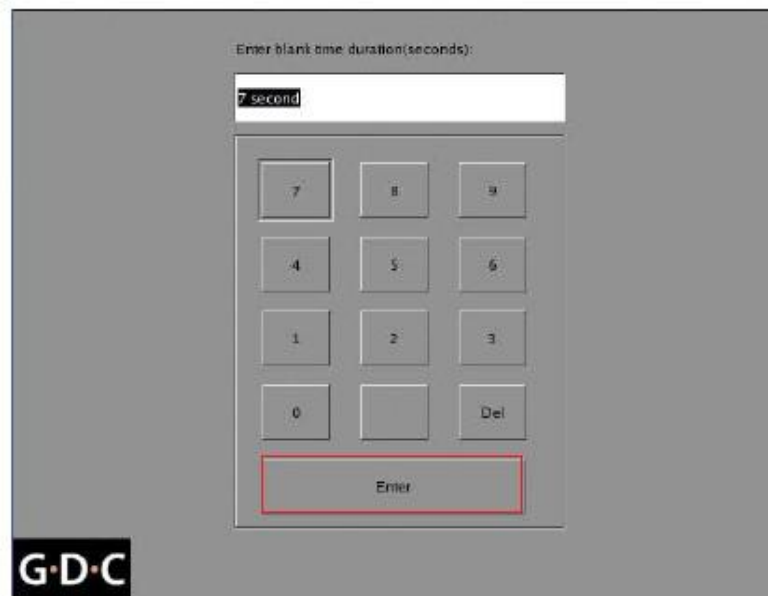 Enter blank time duration(seconds):
7 second
7 8 9
4 5 6
1 2 3
0 Del
Enter
G·D·C